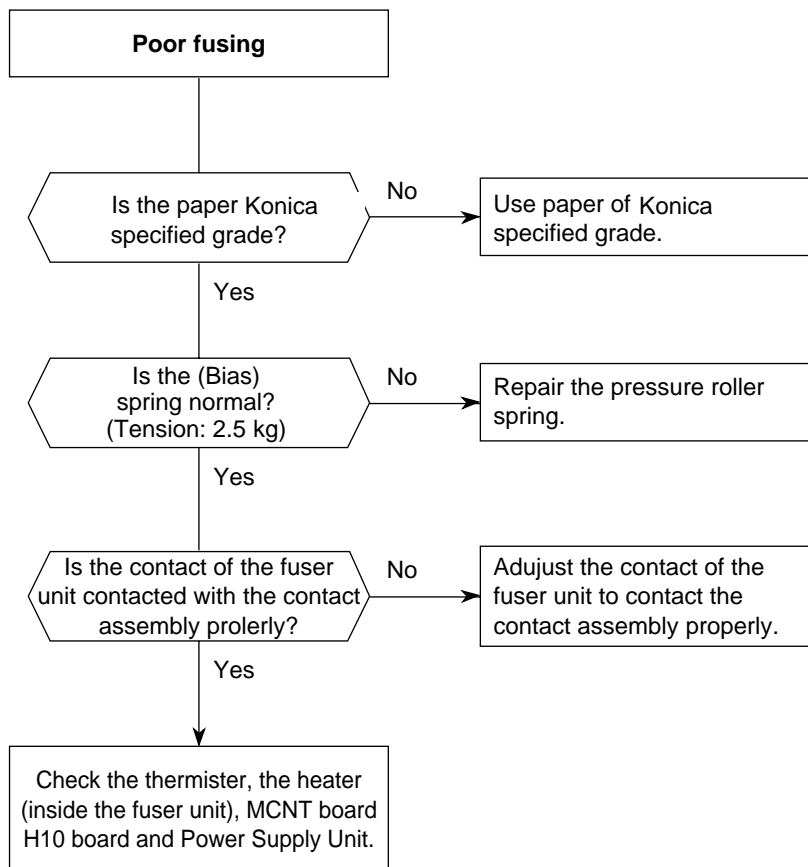 Poor fusing
Is the paper Konica
specified grade?
No
Use paper of Konica
specified grade.
Yes
Is the (Bias)
spring normal?
(Tension: 2.5 kg)
No
Repair the pressure roller
spring.
Yes
Is the contact of the fuser
unit contacted with the contact
assembly prolerly?
No
Adujust the contact of the
fuser unit to contact the
contact assembly properly.
Yes
Check the thermister, the heater
(inside the fuser unit), MCNT board
H10 board and Power Supply Unit.